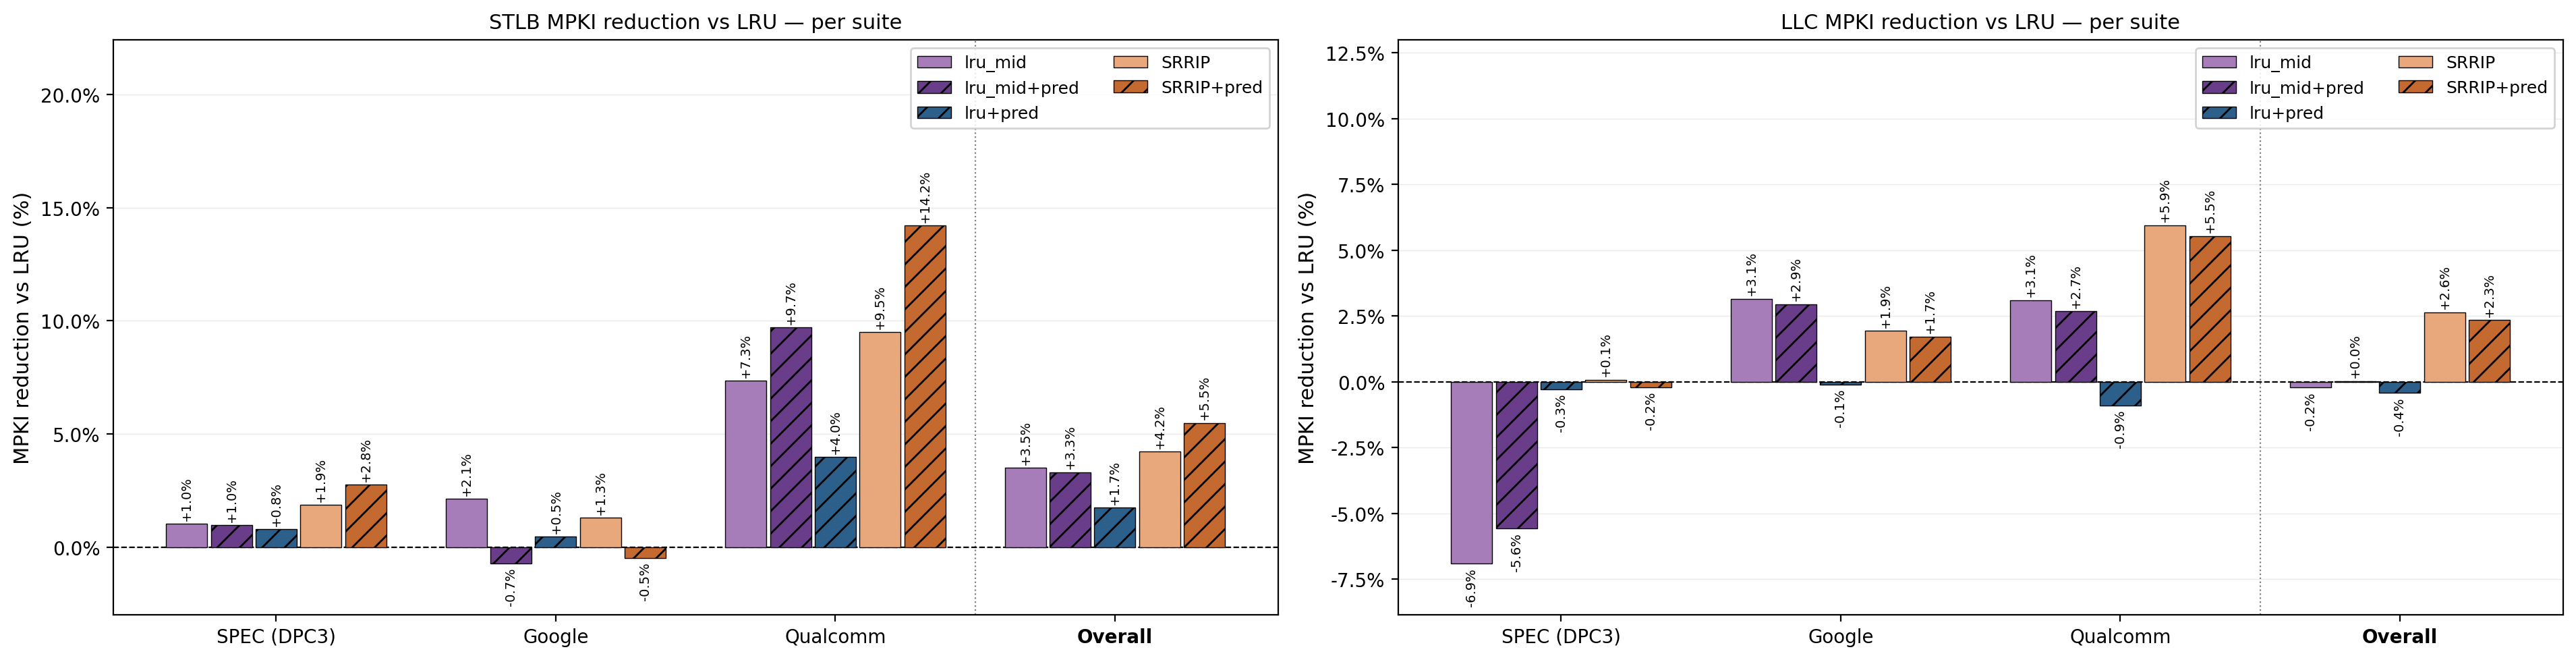 STLB MPKI reduction vs LRU — per suite
MPKI reduction vs LRU (%)
20.0%
15.0%
10.0%
5.0%
0.0%
lru_mid
lru_mid+pred
lru+pred
SRRIP
SRRIP+pred
+1.0%
+1.0%
+0.8%
+1.9%
+2.8%
+2.1%
-0.7%
+0.5%
+1.3%
-0.5%
+7.3%
+9.7%
+4.0%
+9.5%
+14.2%
+3.5%
+3.3%
+1.7%
+4.2%
+5.5%
SPEC (DPC3)
Google
Qualcomm
Overall
LLC MPKI reduction vs LRU — per suite
MPKI reduction vs LRU (%)
12.5%
10.0%
7.5%
5.0%
2.5%
0.0%
-2.5%
-5.0%
-7.5%
lru_mid
lru_mid+pred
lru+pred
SRRIP
SRRIP+pred
-6.9%
-5.6%
-0.3%
+0.1%
-0.2%
+3.1%
+2.9%
-0.1%
+1.9%
+1.7%
+3.1%
+2.7%
-0.9%
+5.9%
+5.5%
-0.2%
+0.0%
-0.4%
+2.6%
+2.3%
SPEC (DPC3)
Google
Qualcomm
Overall